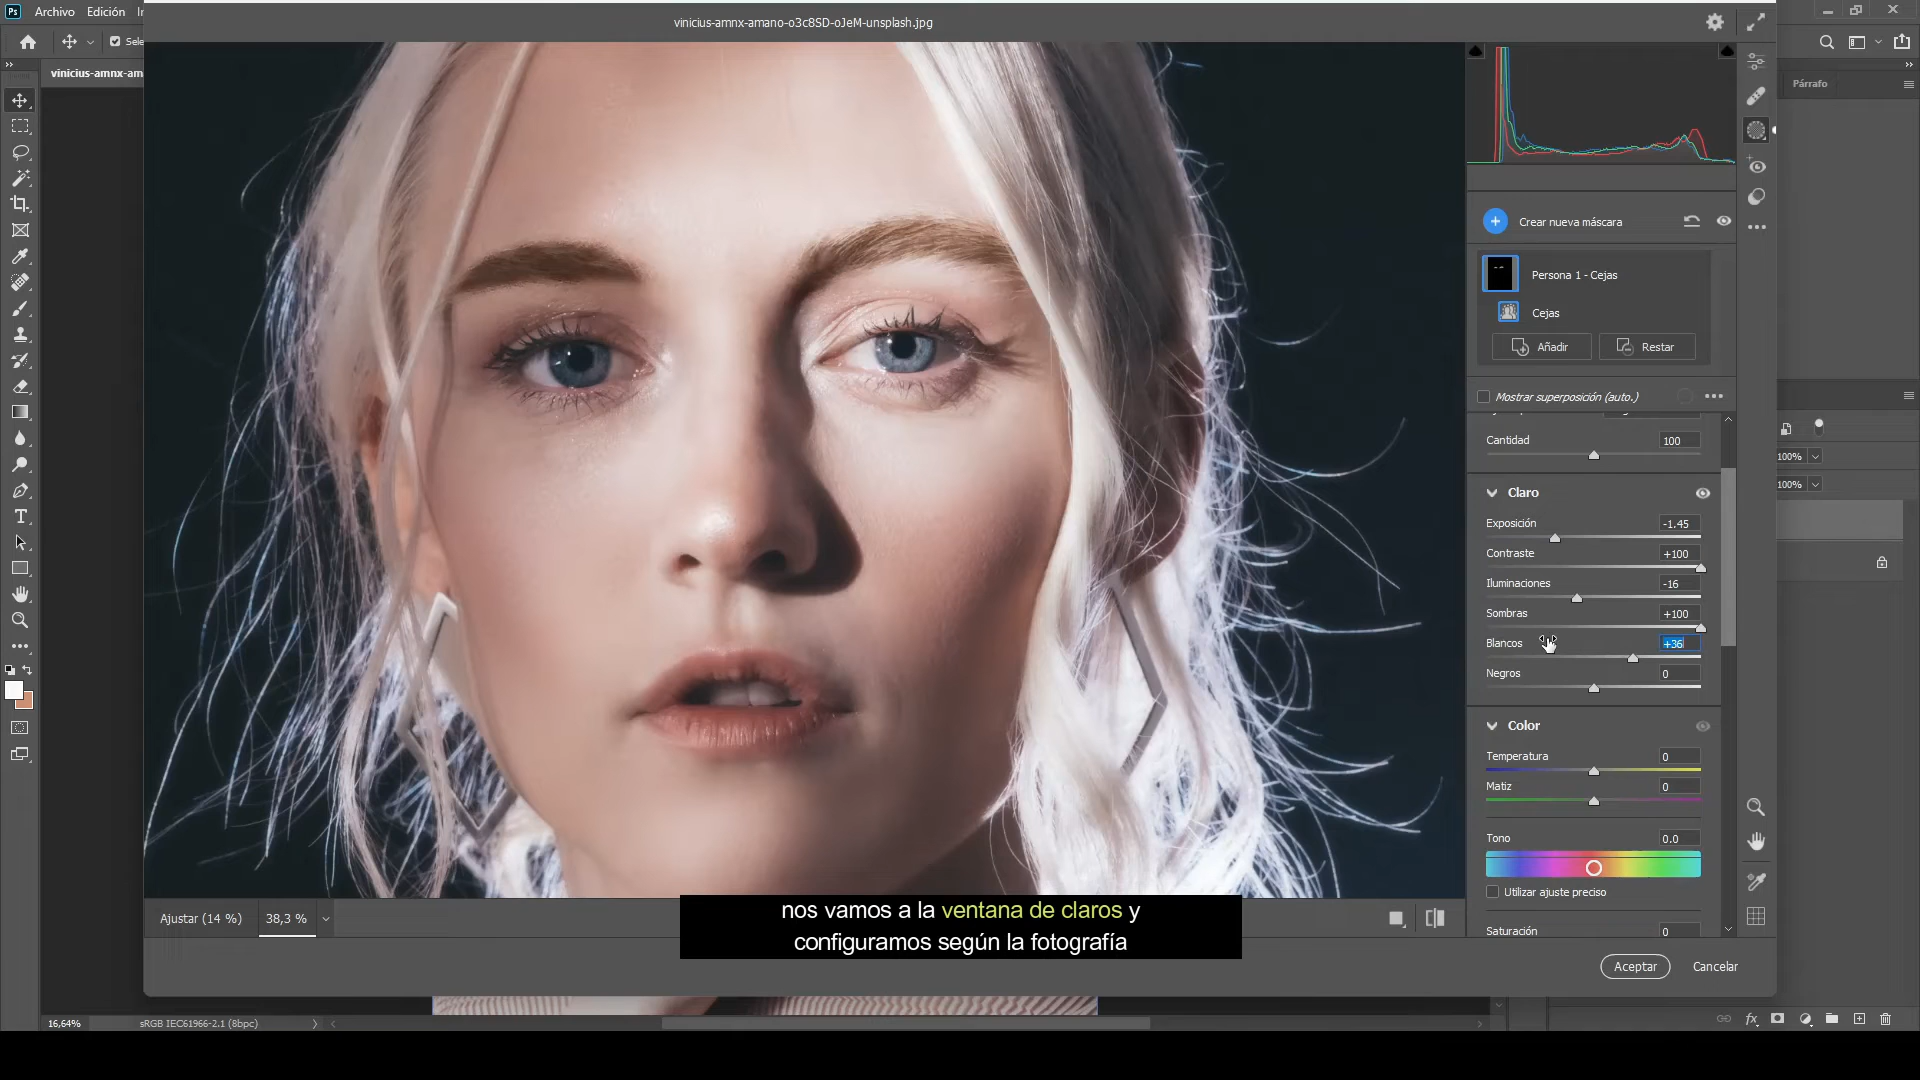 Ps Archivo Edición
vinicius-amnx-amano-o3c8SD-oJeM-unsplash.jpg
Sele
vinicius-amnx-am
Párrafo
Crear nueva máscara
Persona 1 - Cejas
Cejas
Añadir Restar
Mostrar superposición (auto.)
Cantidad 100
100%
100%
Claro
Exposición -1.45
Contraste +100
Iluminaciones -16
Sombras +100
Blancos +36
Negros 0
Color
Temperatura 0
Matiz 0
Tono 0.0
Utilizar ajuste preciso
Saturación 0
Ajustar (14 %) 38,3 %
nos vamos a la ventana de claros y
configuramos según la fotografía
Aceptar Cancelar
16,64% sRGB IEC61966-2.1 (8bpc)
fx